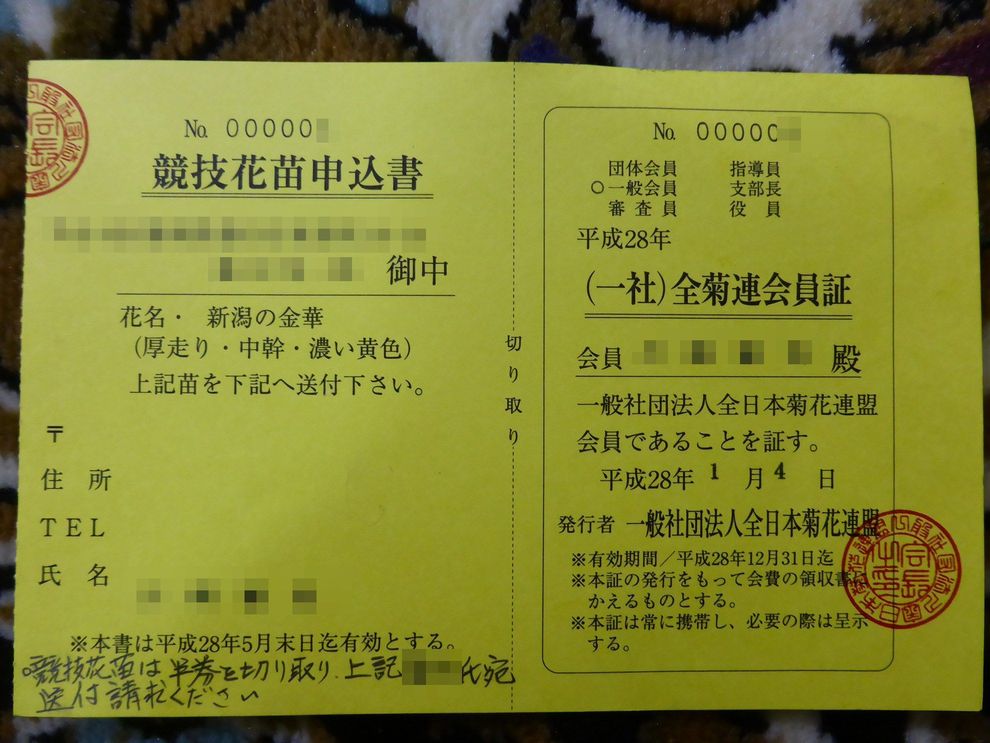 No. 00000
競技花苗申込書
御中
花名・ 新潟の金華
(厚走り・中幹・濃い黄色)
上記苗を下記へ送付下さい。
〒
住 所
TEL
氏 名
※本書は平成28年5月末日迄有効とする。
。競技花苗は半券を切り取り、上記 氏宛
送付請求ください
切り取り
No. 0000
団体会員 指導員
○一般会員 支部長
審査員 役員
平成28年
(一社)全菊連会員証
会員 殿
一般社団法人全日本菊花連盟
会員であることを証す。
平成28年 1 月 4 日
発行者 一般社団法人全日本菊花連盟
※有効期間/平成28年12月31日迄
※本証の発行をもって会費の領収書に
かえるものとする。
※本証は常に携帯し、必要の際は呈示
する。